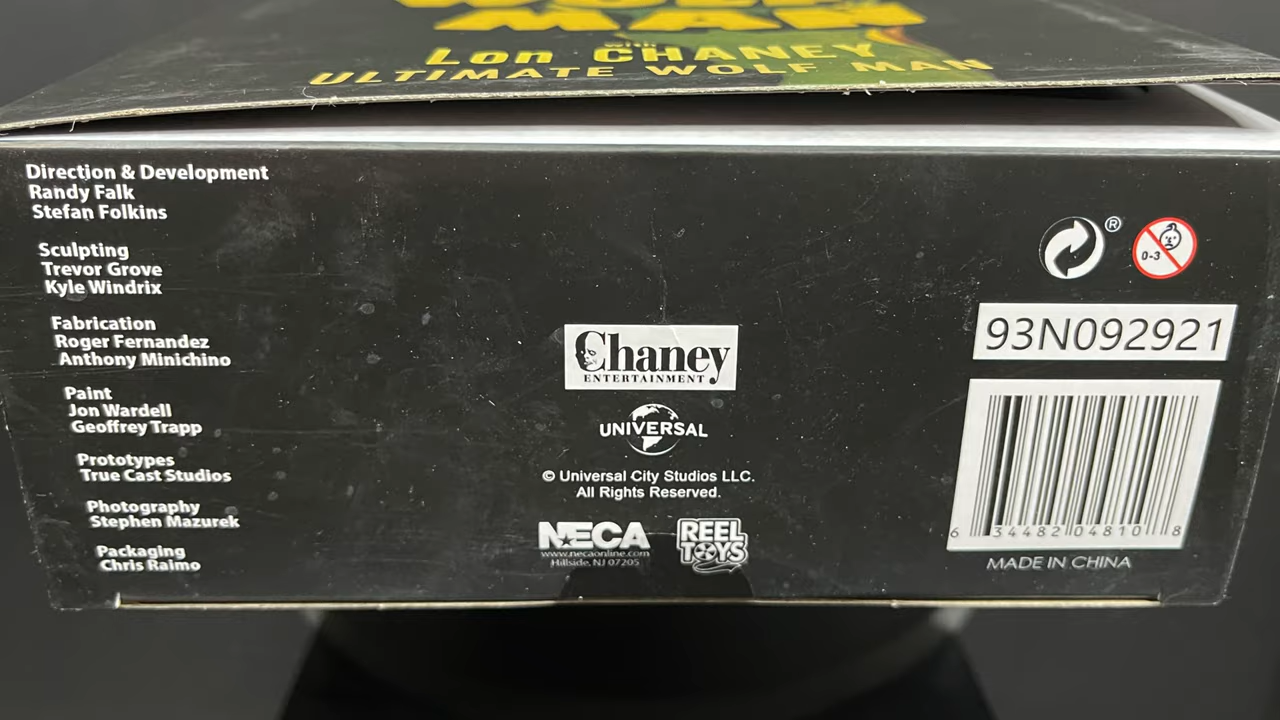 WOLF
MAN
with
Lon CHANEY
ULTIMATE WOLF MAN
Direction & Development
Randy Falk
Stefan Folkins
Sculpting
Trevor Grove
Kyle Windrix
Fabrication
Roger Fernandez
Anthony Minichino
Paint
Jon Wardell
Geoffrey Trapp
Prototypes
True Cast Studios
Photography
Stephen Mazurek
Packaging
Chris Raimo
Chaney
ENTERTAINMENT
UNIVERSAL
© Universal City Studios LLC.
All Rights Reserved.
NECA
www.necaonline.com
Hillside, NJ 07205
REEL
TOYS
®
0-3
93N092921
6 34482 04810 8
MADE IN CHINA